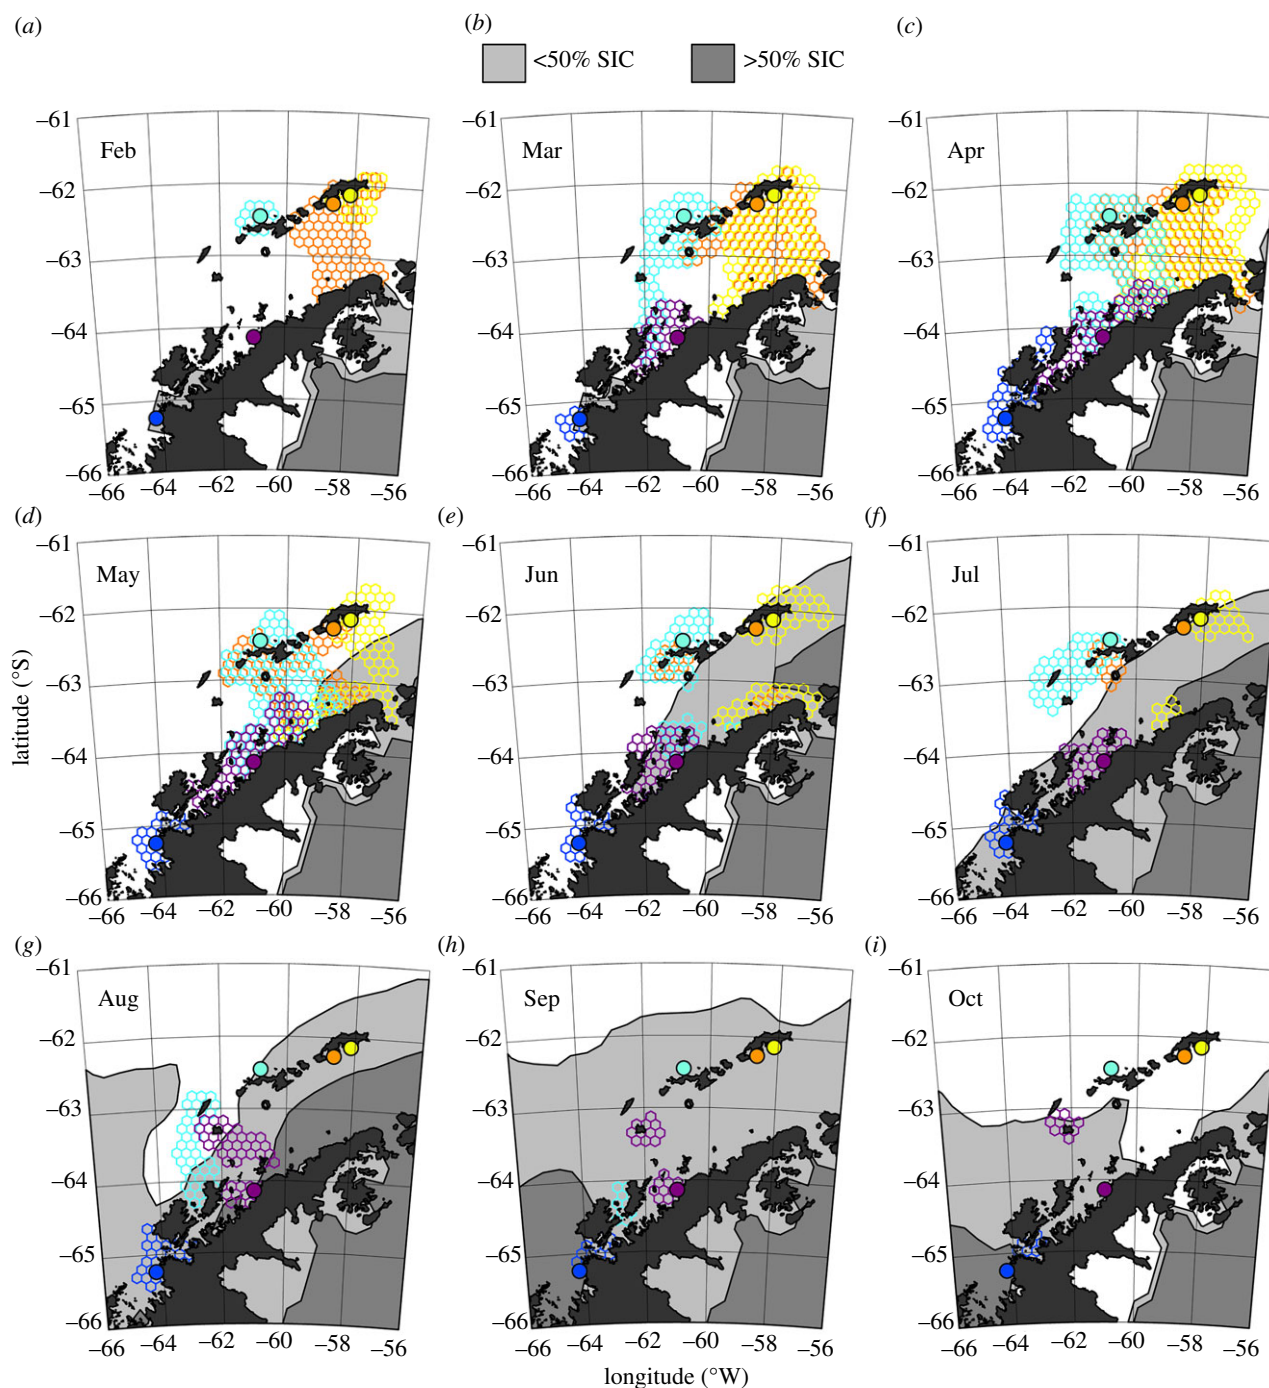 (a) (b) (c)
<50% SIC >50% SIC
–61
Feb
–62
–63
–64
–65
–66
–66 –64 –62 –60 –58 –56
–61
Mar
–62
–63
–64
–65
–66
–66 –64 –62 –60 –58 –56
–61
Apr
–62
–63
–64
–65
–66
–66 –64 –62 –60 –58 –56
(d) (e) (f)
–61
May
–62
–63
–64
–65
–66
–66 –64 –62 –60 –58 –56
–61
Jun
–62
–63
–64
–65
–66
–66 –64 –62 –60 –58 –56
–61
Jul
–62
–63
–64
–65
–66
–66 –64 –62 –60 –58 –56
latitude (°S)
(g) (h) (i)
–61
Aug
–62
–63
–64
–65
–66
–66 –64 –62 –60 –58 –56
–61
Sep
–62
–63
–64
–65
–66
–66 –64 –62 –60 –58 –56
–61
Oct
–62
–63
–64
–65
–66
–66 –64 –62 –60 –58 –56
longitude (°W)